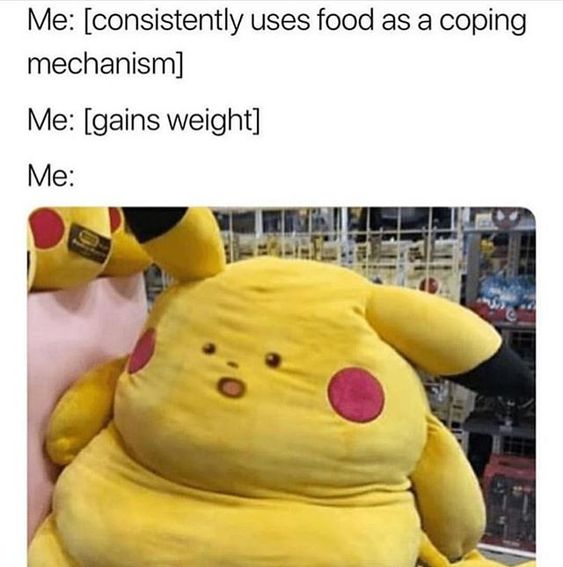 Me: [consistently uses food as a coping
mechanism]
Me: [gains weight]
Me: